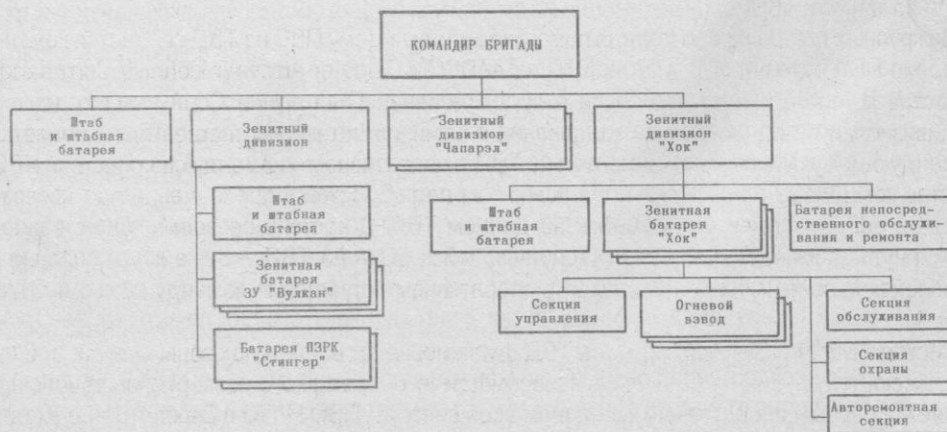 КОМАНДИР БРИГАДЫ
Штаб
и штабная
батарея
Зенитный
дивизион
Зенитный
дивизион
"Чапарэл"
Зенитный
дивизион
"Хок"
Штаб
и штабная
батарея
Зенитная
батарея
ЗУ "Вулкан"
Батарея ПЗРК
"Стингер"
Штаб
и штабная
батарея
Зенитная
батарея
"Хок"
Батарея непосред-
ственного обслужи-
вания и ремонта
Секция
управления
Огневой
взвод
Секция
обслуживания
Секция
охраны
Авторемонтная
секция